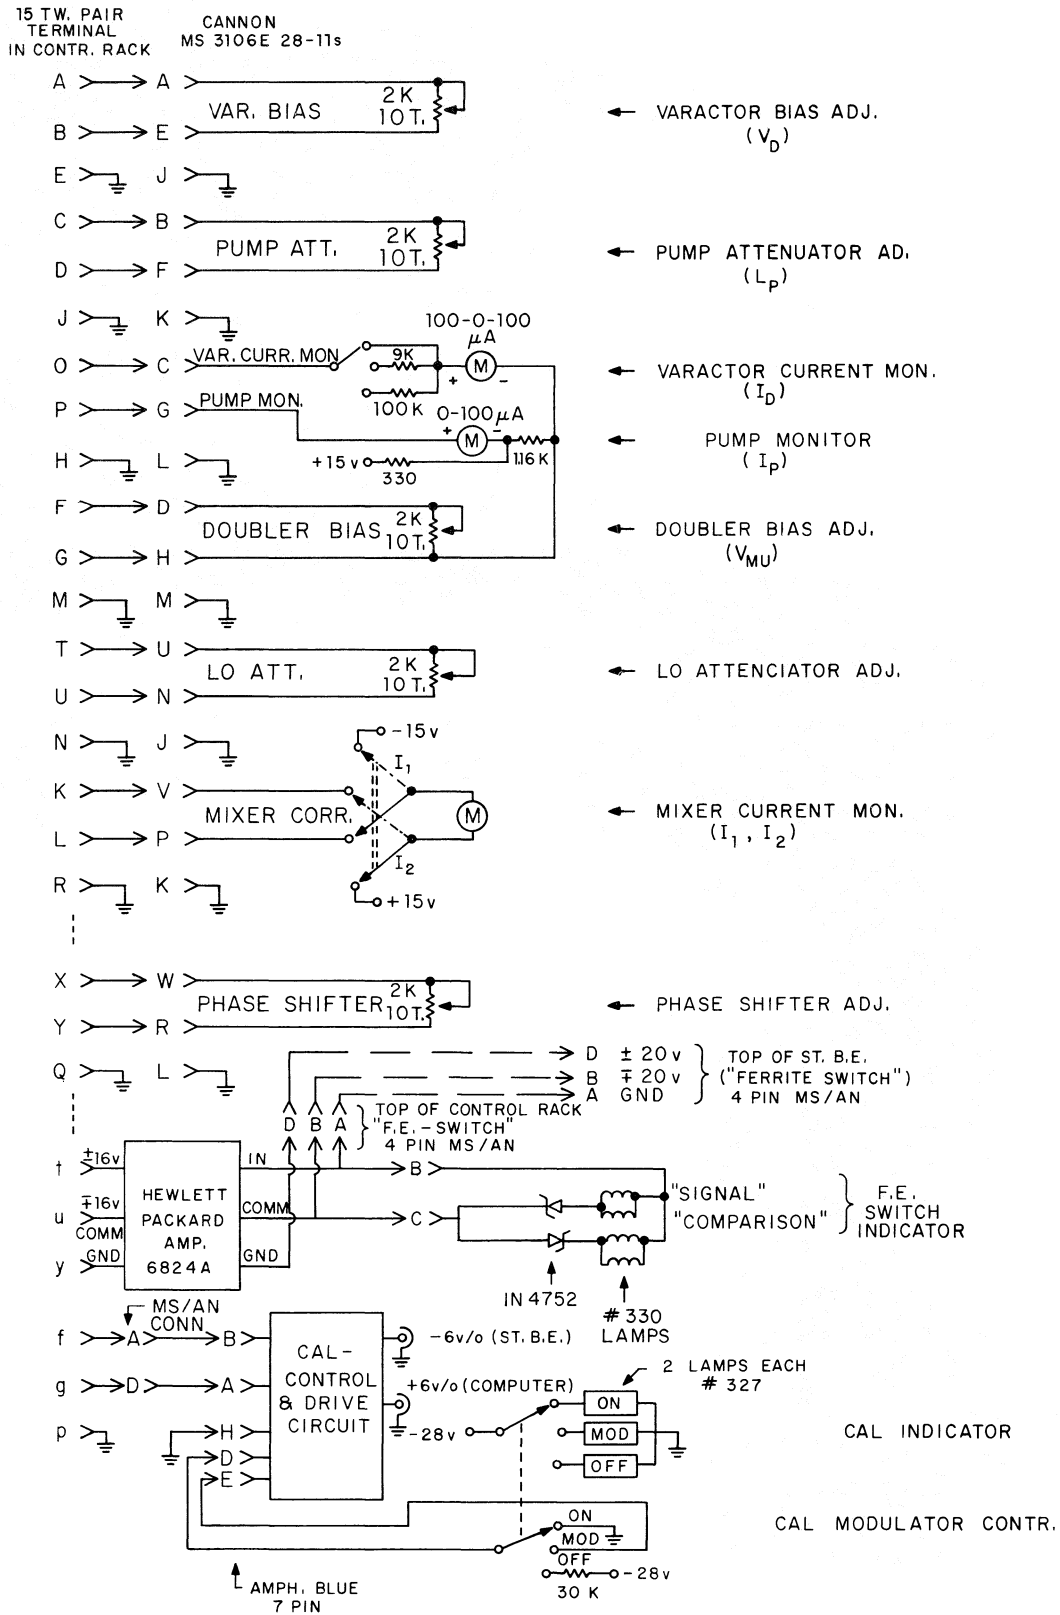 15 TW. PAIR
TERMINAL
IN CONTR. RACK
CANNON
MS 3106E 28-11s
A A
VAR. BIAS
2K
10T.
VARACTOR BIAS ADJ.
(VD)
B E
E J
C B
PUMP ATT.
2K
10T.
PUMP ATTENUATOR AD.
(LP)
D F
J K
100-0-100
μA
O C VAR. CURR. MON
9K
+ M -
VARACTOR CURRENT MON.
(ID)
100K
P G PUMP MON.
0-100μA
+ M -
PUMP MONITOR
(IP)
H L
+15v
330
1.16K
F D
DOUBLER BIAS
2K
10T.
DOUBLER BIAS ADJ.
(VMU)
G H
M M
T U
LO ATT.
2K
10T.
LO ATTENCIATOR ADJ.
U N
N J
-15v
I1
K V
MIXER CORR.
M
MIXER CURRENT MON.
(I1, I2)
L P
I2
R K
+15v
X W
PHASE SHIFTER
2K
10T.
PHASE SHIFTER ADJ.
Y R
Q L
D ± 20v
B ∓ 20v
A GND
TOP OF ST. B.E.
("FERRITE SWITCH")
4 PIN MS/AN
D B A
TOP OF CONTROL RACK
"F.E.-SWITCH"
4 PIN MS/AN
t ±16v
IN
B
u ∓16v
COMM
COMM
C
y GND
GND
HEWLETT
PACKARD
AMP.
6824A
"SIGNAL"
"COMPARISON"
F.E.
SWITCH
INDICATOR
IN 4752
#330
LAMPS
MS/AN
CONN
f A B
g D A
p H
D
E
CAL-
CONTROL
& DRIVE
CIRCUIT
-6v/o (ST. B.E.)
+6v/o (COMPUTER)
-28v
2 LAMPS EACH
# 327
ON
MOD
OFF
CAL INDICATOR
ON
MOD
OFF
30 K
-28v
CAL MODULATOR CONTR.
AMPH. BLUE
7 PIN